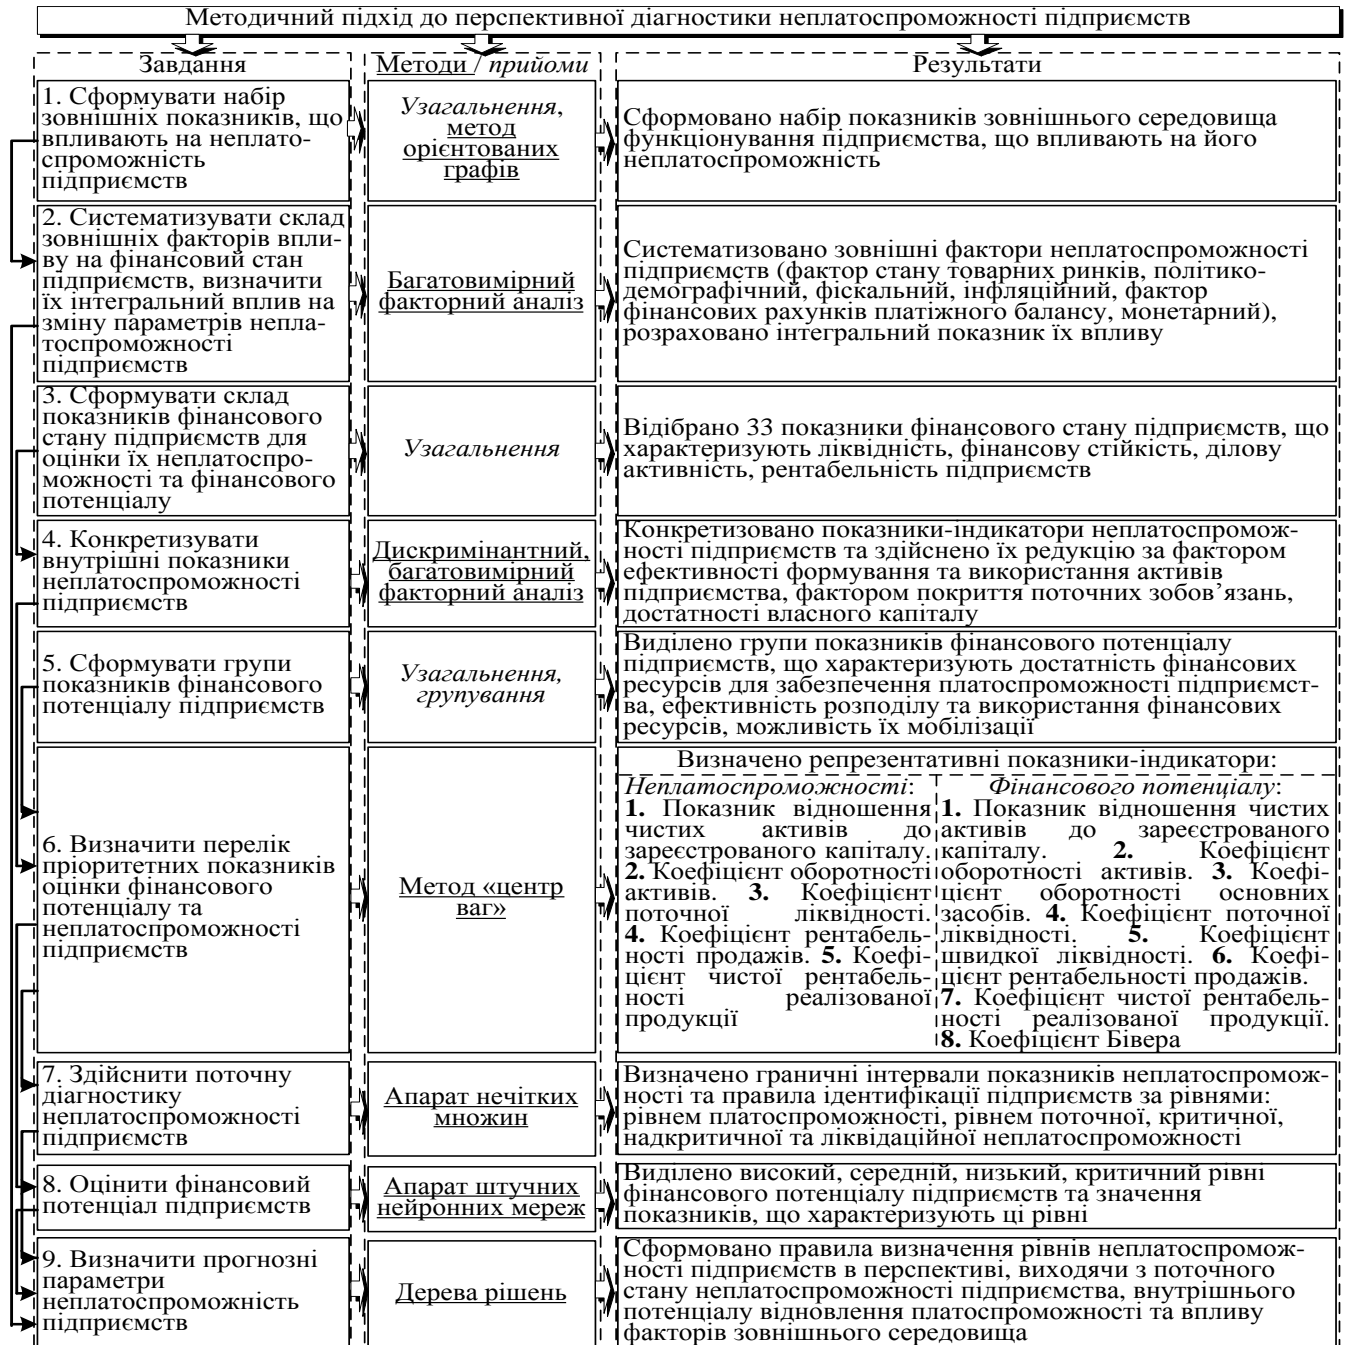 Методичний підхід до перспективної діагностики неплатоспроможності підприємств
Завдання
Методи / прийоми
Результати
1. Сформувати набір
зовнішніх показників, що
впливають на неплато-
спроможність
підприємств
Узагальнення,
метод
орієнтованих
графів
Сформовано набір показників зовнішнього середовища
функціонування підприємства, що впливають на його
неплатоспроможність
2. Систематизувати склад
зовнішніх факторів впли-
ву на фінансовий стан
підприємств, визначити
їх інтегральний вплив на
зміну параметрів непла-
тоспроможності
підприємств
Багатовимірний
факторний аналіз
Систематизовано зовнішні фактори неплатоспроможності
підприємств (фактор стану товарних ринків, політико-
демографічний, фіскальний, інфляційний, фактор
фінансових рахунків платіжного балансу, монетарний),
розраховано інтегральний показник їх впливу
3. Сформувати склад
показників фінансового
стану підприємств для
оцінки їх неплатоспро-
можності та фінансового
потенціалу
Узагальнення
Відібрано 33 показники фінансового стану підприємств, що
характеризують ліквідність, фінансову стійкість, ділову
активність, рентабельність підприємств
4. Конкретизувати
внутрішні показники
неплатоспроможності
підприємств
Дискримінантний,
багатовимірний
факторний аналіз
Конкретизовано показники-індикатори неплатоспромож-
ності підприємств та здійснено їх редукцію за фактором
ефективності формування та використання активів
підприємства, фактором покриття поточних зобов’язань,
достатності власного капіталу
5. Сформувати групи
показників фінансового
потенціалу підприємств
Узагальнення,
групування
Виділено групи показників фінансового потенціалу
підприємств, що характеризують достатність фінансових
ресурсів для забезпечення платоспроможності підприємст-
ва, ефективність розподілу та використання фінансових
ресурсів, можливість їх мобілізації
6. Визначити перелік
пріоритетних показників
оцінки фінансового
потенціалу та
неплатоспроможності
підприємств
Метод «центр
ваг»
Визначено репрезентативні показники-індикатори:
Неплатоспроможності:
1. Показник відношення
чистих активів до
зареєстрованого капіталу.
2. Коефіцієнт оборотності
активів. 3. Коефіцієнт
поточної ліквідності.
4. Коефіцієнт рентабель-
ності продажів. 5. Коефі-
цієнт чистої рентабель-
ності реалізованої
продукції
Фінансового потенціалу:
1. Показник відношення чистих
активів до зареєстрованого
капіталу. 2. Коефіцієнт
оборотності активів. 3. Коефі-
цієнт оборотності основних
засобів. 4. Коефіцієнт поточної
ліквідності. 5. Коефіцієнт
швидкої ліквідності. 6. Коефі-
цієнт рентабельності продажів.
7. Коефіцієнт чистої рентабель-
ності реалізованої продукції.
8. Коефіцієнт Бівера
7. Здійснити поточну
діагностику
неплатоспроможності
підприємств
Апарат нечітких
множин
Визначено граничні інтервали показників неплатоспромож-
ності та правила ідентифікації підприємств за рівнями:
рівнем платоспроможності, рівнем поточної, критичної,
надкритичної та ліквідаційної неплатоспроможності
8. Оцінити фінансовий
потенціал підприємств
Апарат штучних
нейронних мереж
Виділено високий, середній, низький, критичний рівні
фінансового потенціалу підприємств та значення
показників, що характеризують ці рівні
9. Визначити прогнозні
параметри
неплатоспроможність
підприємств
Дерева рішень
Сформовано правила визначення рівнів неплатоспромож-
ності підприємств в перспективі, виходячи з поточного
стану неплатоспроможності підприємства, внутрішнього
потенціалу відновлення платоспроможності та впливу
факторів зовнішнього середовища